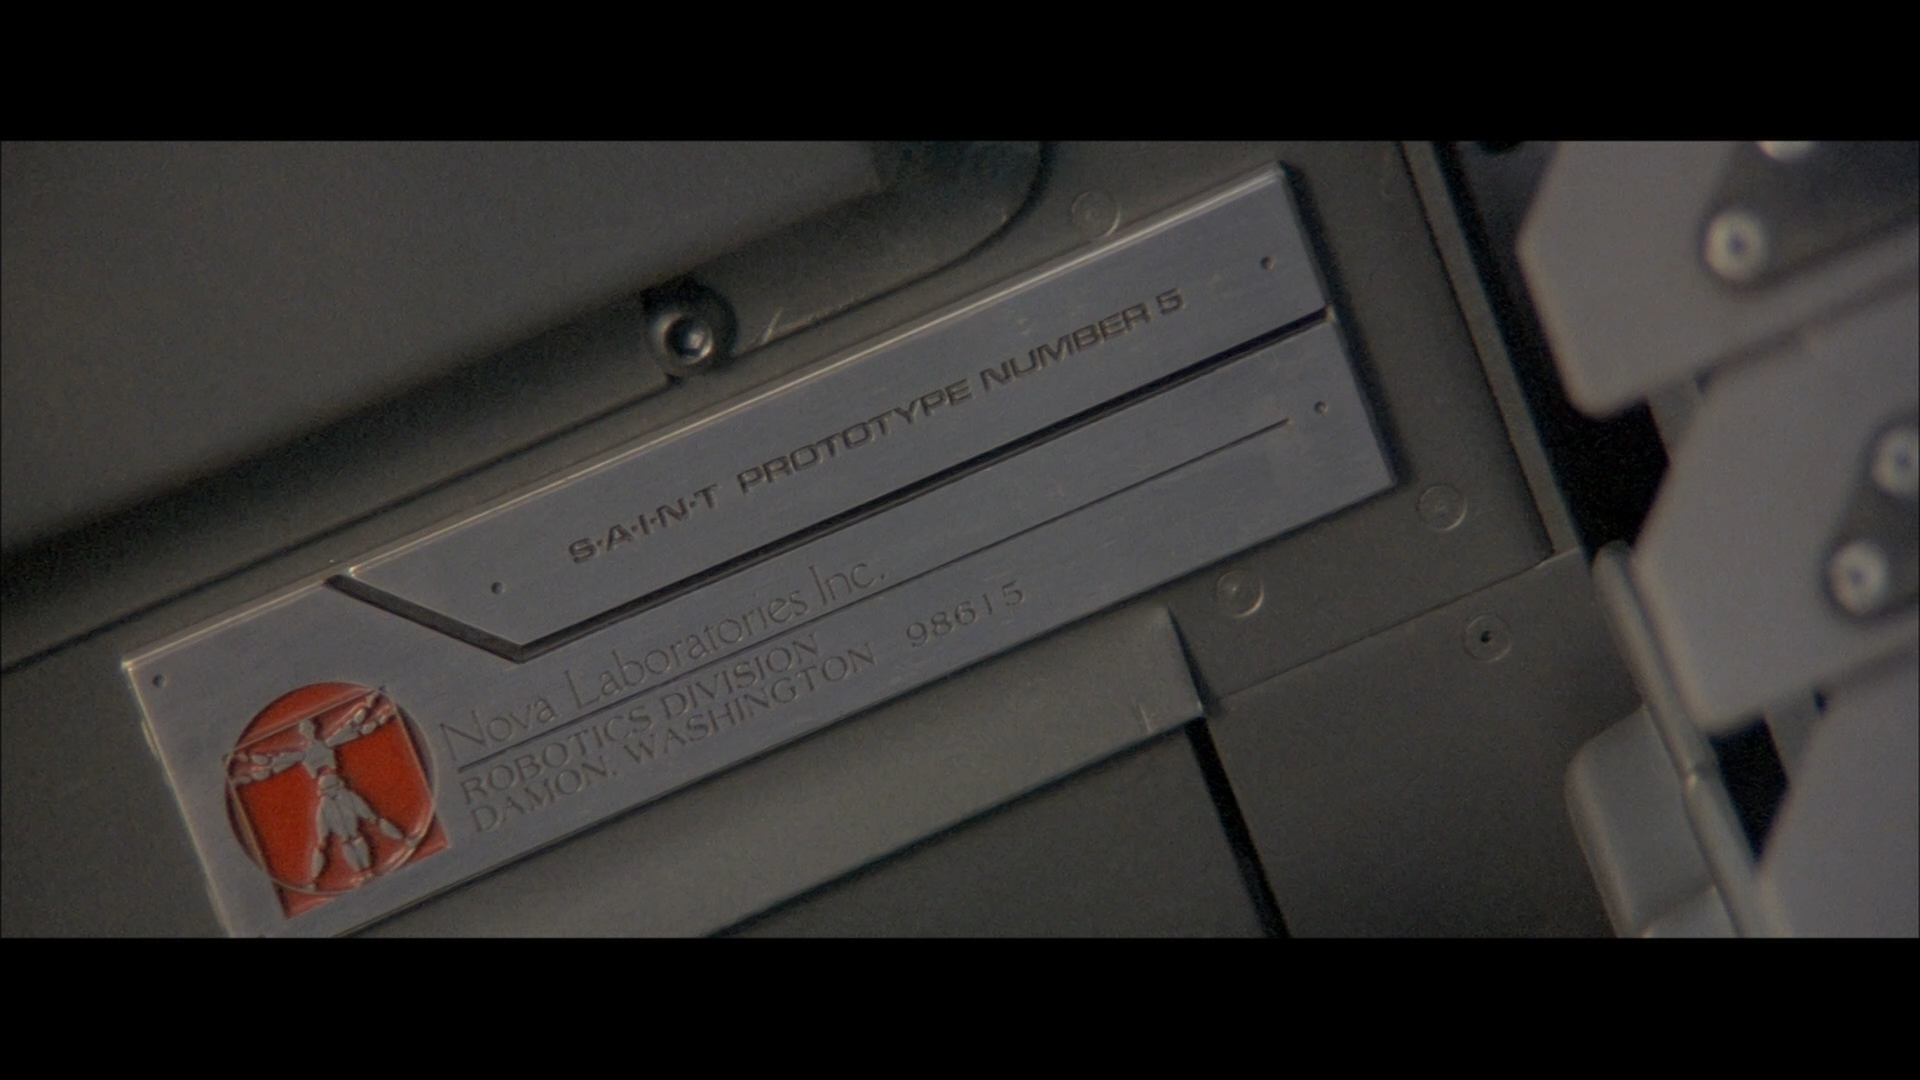 S·A·I·N·T PROTOTYPE NUMBER 5
Nova Laboratories Inc.
ROBOTICS DIVISION
DAMON, WASHINGTON 98615